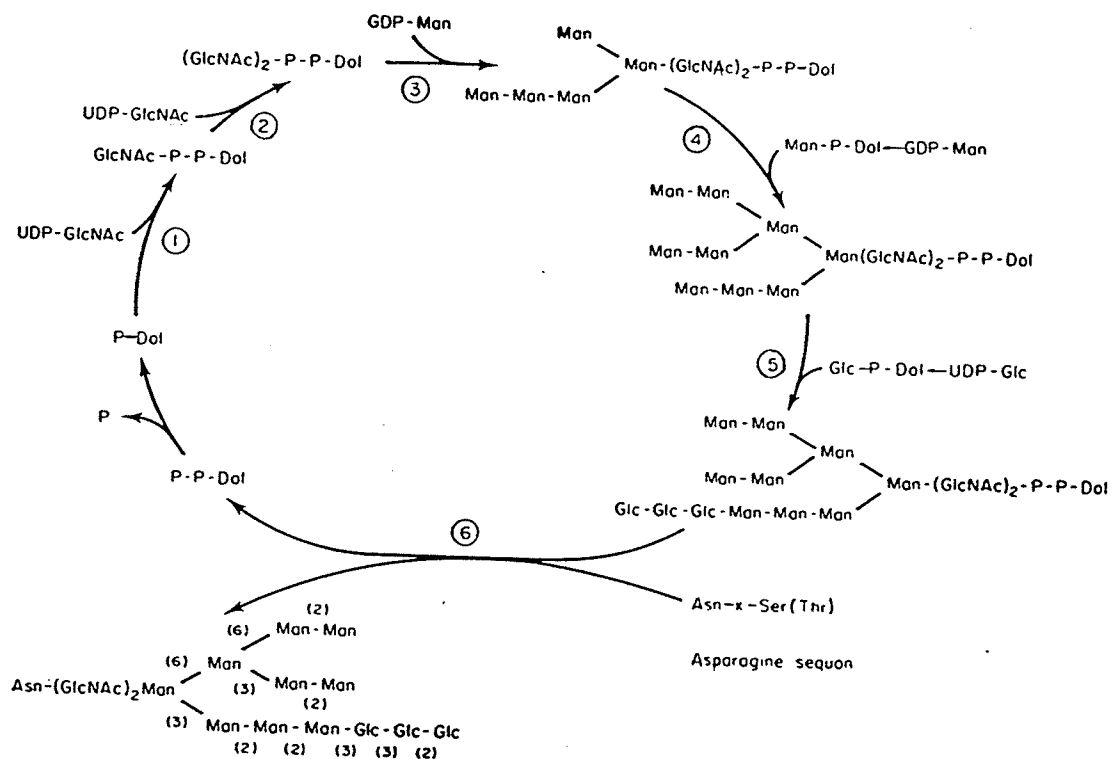 GDP-Man
(GlcNAc)2-P-P-Dol
③
Man
Man-(GlcNAc)2-P-P-Dol
Man-Man-Man
UDP-GlcNAc
②
GlcNAc-P-P-Dol
④
Man-P-Dol-GDP-Man
UDP-GlcNAc
①
Man-Man
Man
Man-Man
Man(GlcNAc)2-P-P-Dol
Man-Man-Man
P-Dol
⑤
Glc-P-Dol-UDP-Glc
P
Man-Man
Man
P-P-Dol
Man-Man
Man-(GlcNAc)2-P-P-Dol
Glc-Glc-Glc-Man-Man-Man
⑥
Asn-x-Ser(Thr)
Asparagine sequon
(2)
(6) Man-Man
(6) Man
Asn-(GlcNAc)2Man
(3) Man-Man
(2)
(3) Man-Man-Man-Glc-Glc-Glc
(2) (2) (3) (3) (2)